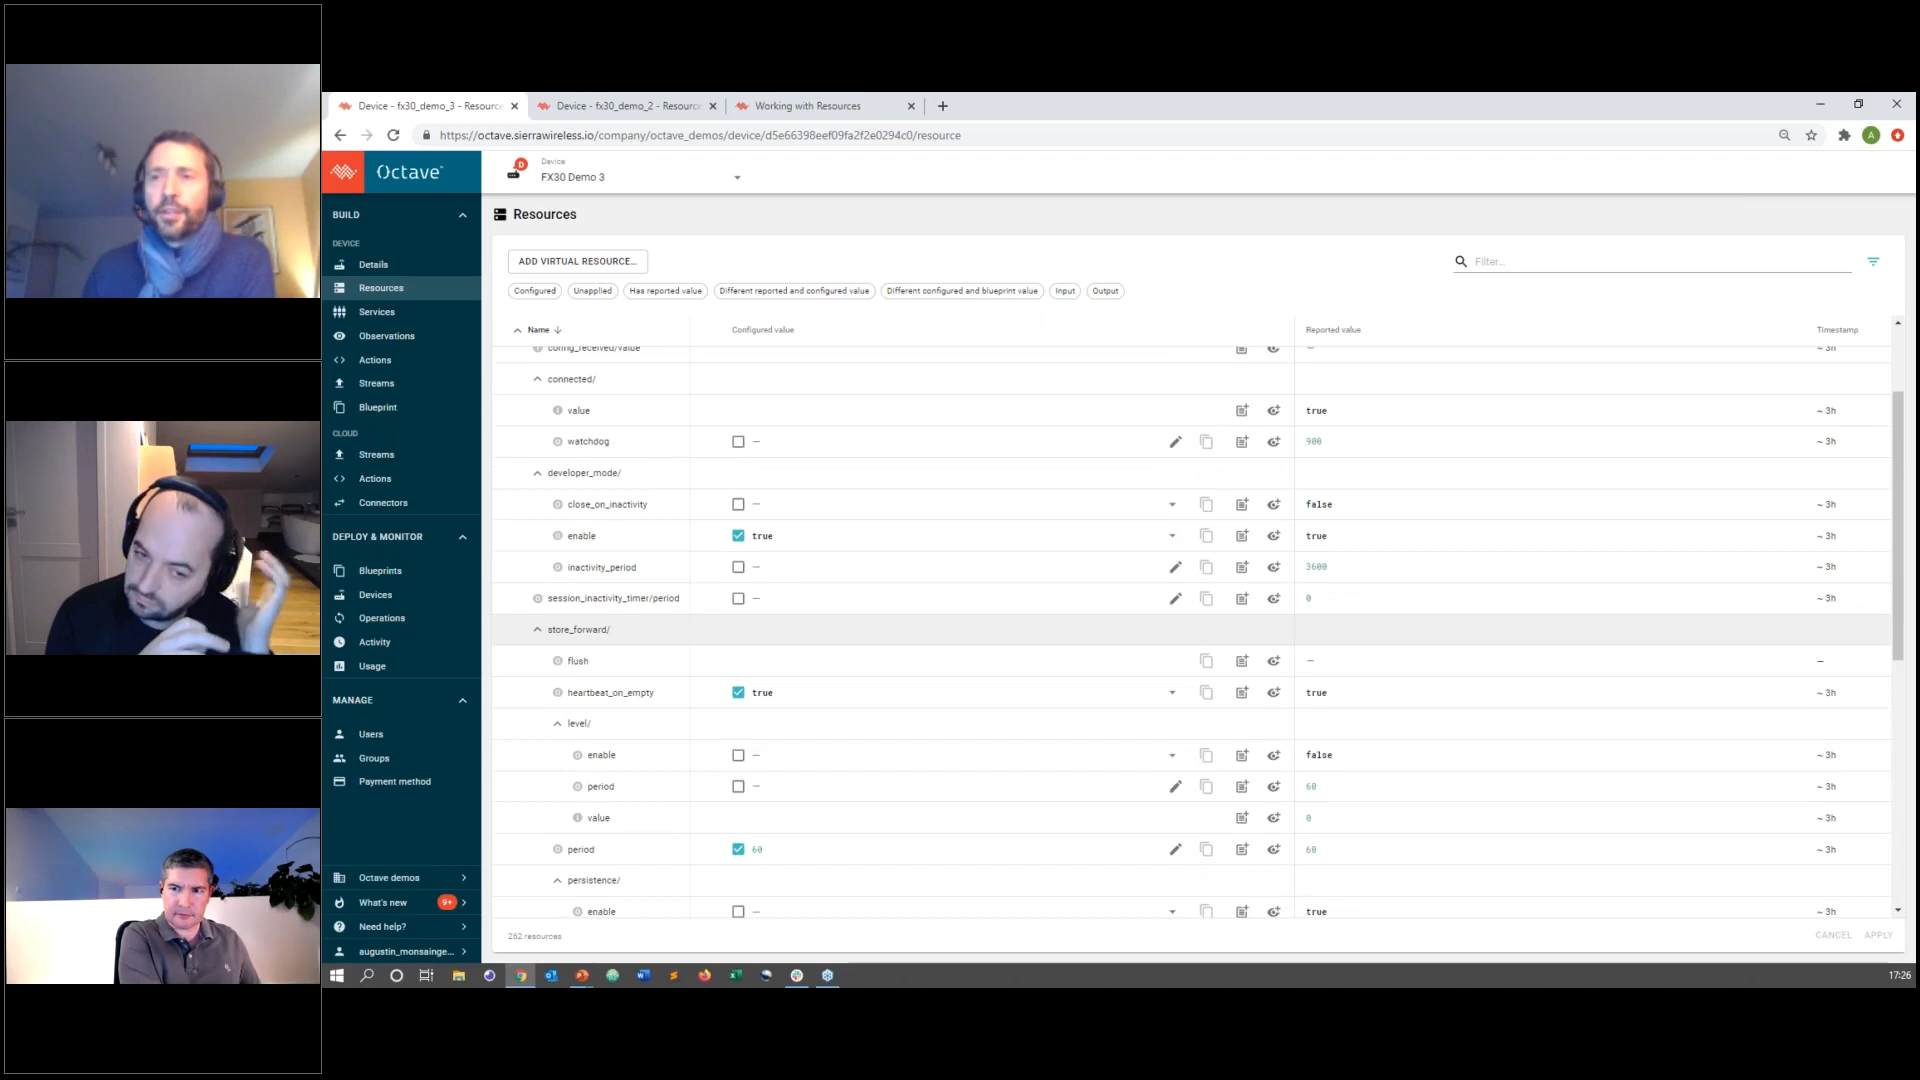 Device - fx30_demo_3 - Resource
Device - fx30_demo_2 - Resource
Working with Resources
https://octave.sierrawireless.io/company/octave_demos/device/d5e66398eef09fa2f2e0294c0/resource
A
Octave
D
Device
FX30 Demo 3
BUILD
DEVICE
Details
Resources
Services
Observations
Actions
Streams
Blueprint
CLOUD
Streams
Actions
Connectors
DEPLOY & MONITOR
Blueprints
Devices
Operations
Activity
Usage
MANAGE
Users
Groups
Payment method
Octave demos
What's new 9+
Need help?
augustin_monsainge...
Resources
ADD VIRTUAL RESOURCE...
Filter...
Configured Unapplied Has reported value Different reported and configured value Different configured and blueprint value Input Output
Name Configured value Reported value Timestamp
config_received/value — ~ 3h
connected/
value true ~ 3h
watchdog — 900 ~ 3h
developer_mode/
close_on_inactivity — false ~ 3h
enable true true ~ 3h
inactivity_period — 3600 ~ 3h
session_inactivity_timer/period — 0 ~ 3h
store_forward/
flush — —
heartbeat_on_empty true true ~ 3h
level/
enable — false ~ 3h
period — 60 ~ 3h
value 0 ~ 3h
period 60 60 ~ 3h
persistence/
enable — true ~ 3h
262 resources
CANCEL APPLY
17:26